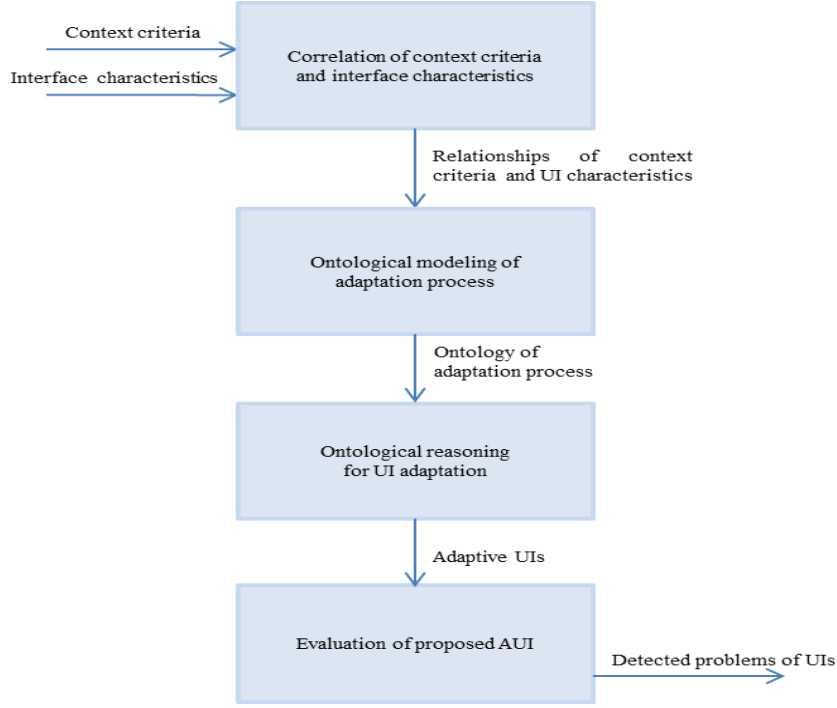 Context criteria
Interface characteristics
Correlation of context criteria
and interface characteristics
Relationships of context
criteria and UI characteristics
Ontological modeling of
adaptation process
Ontology of
adaptation process
Ontological reasoning
for UI adaptation
Adaptive UIs
Evaluation of proposed AUI
Detected problems of UIs